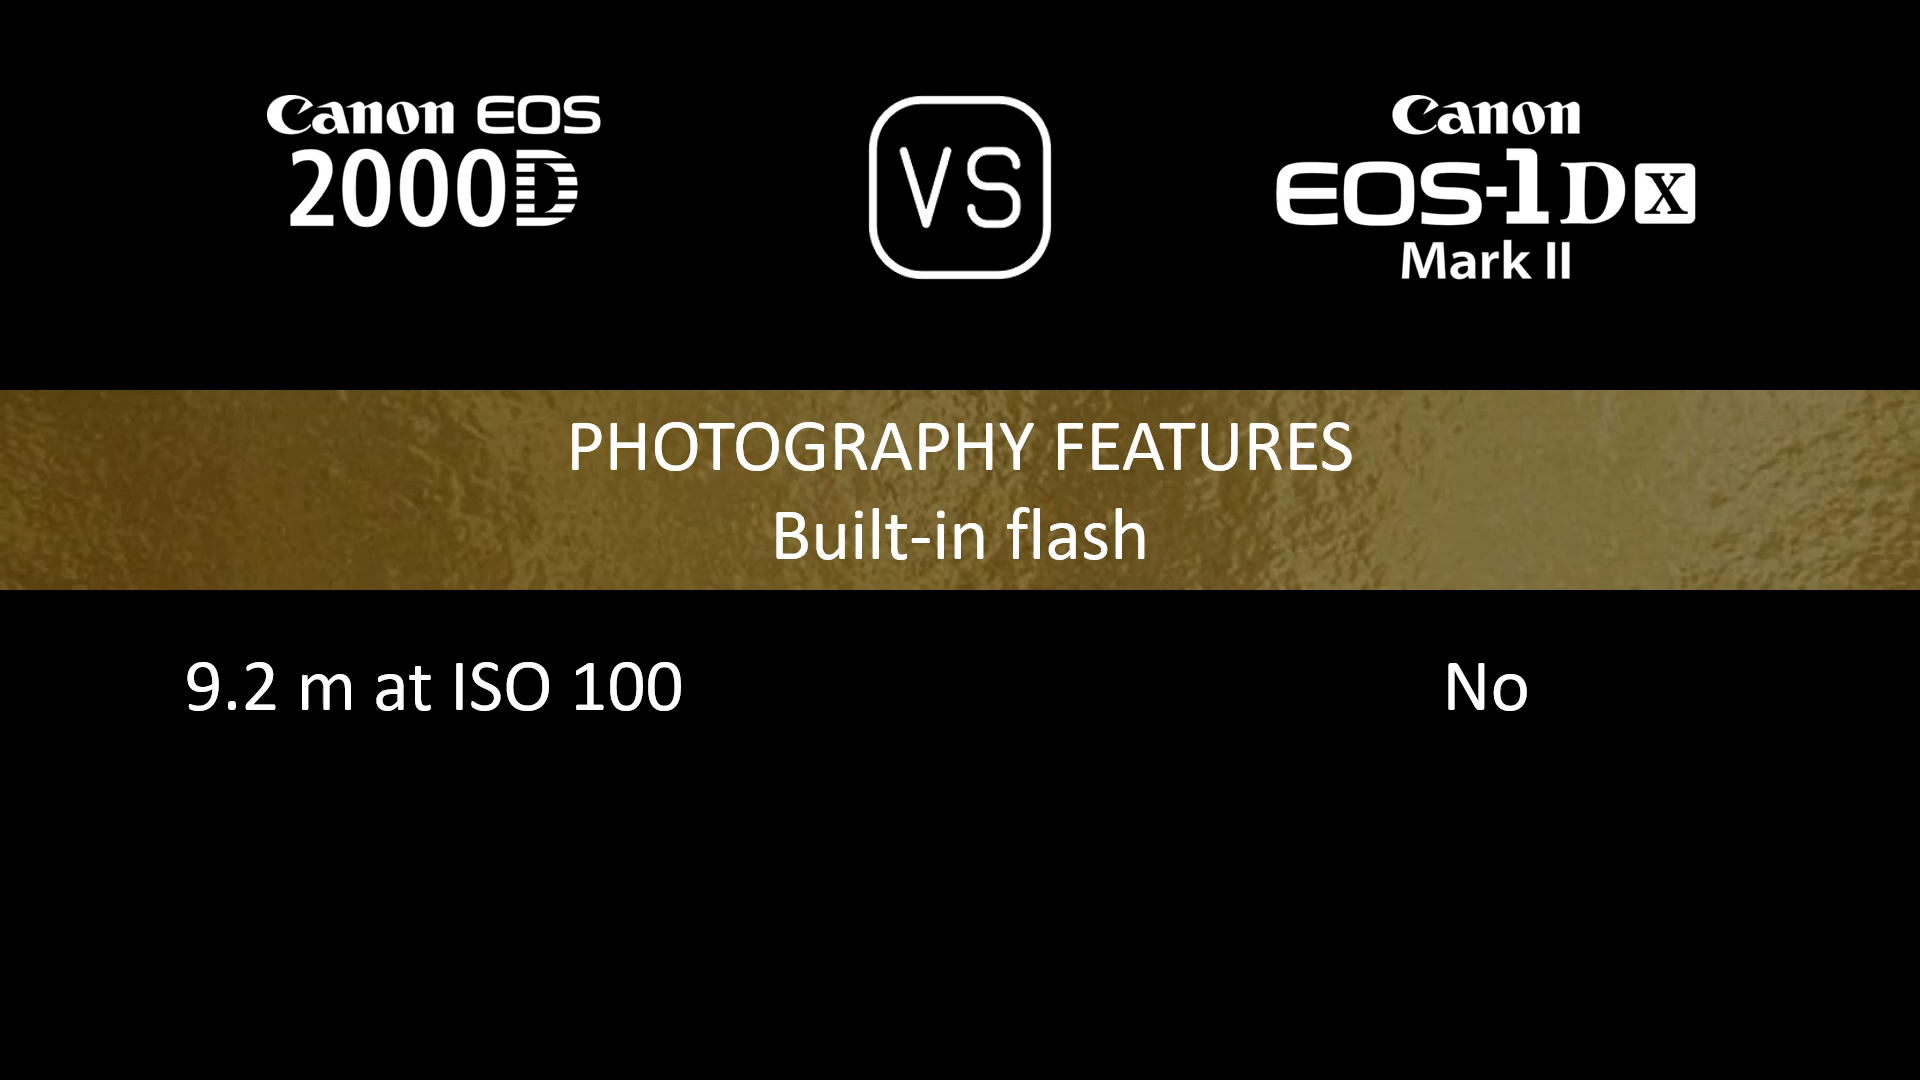 Canon EOS
2000D
VS
Canon
EOS-1DX
Mark II
PHOTOGRAPHY FEATURES
Built-in flash
9.2 m at ISO 100
No